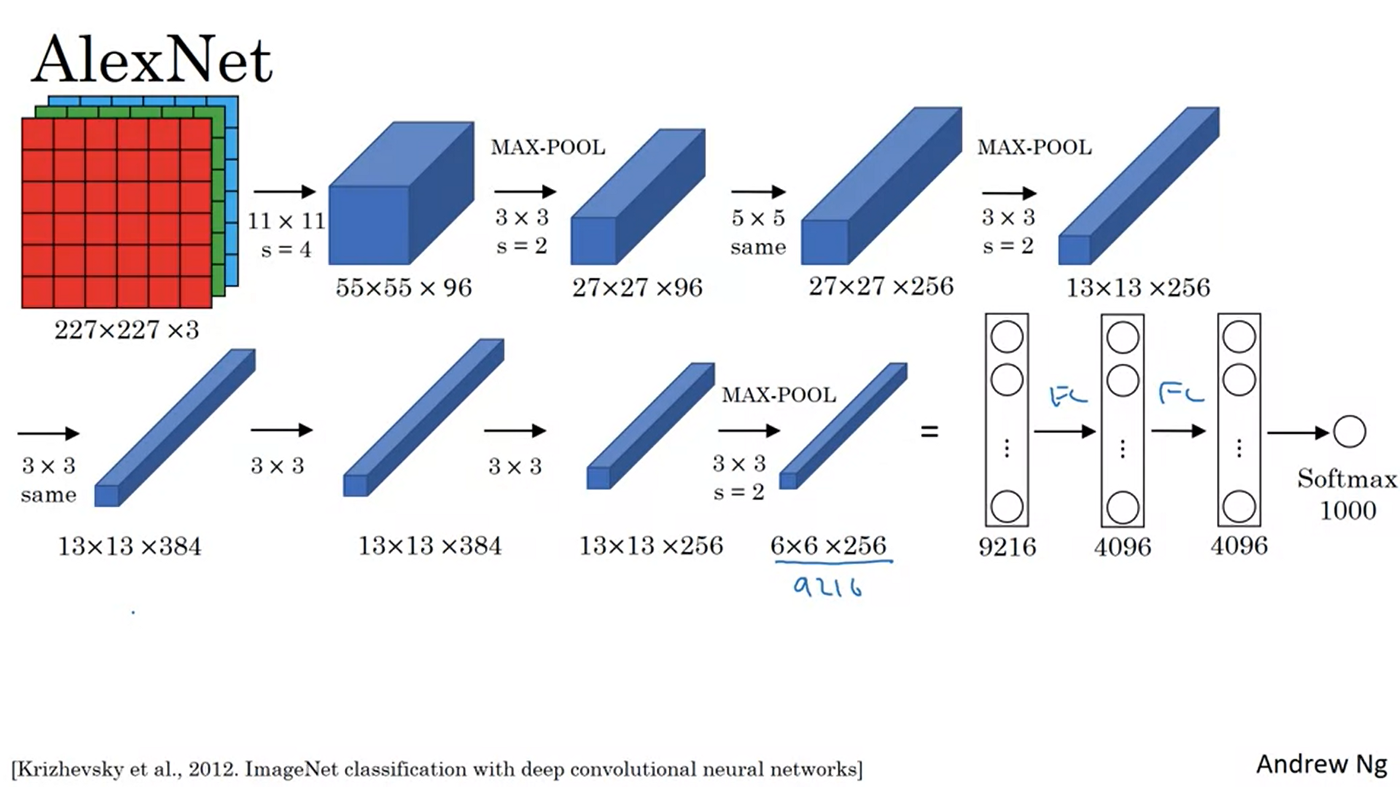 AlexNet
11 × 11
s = 4
MAX-POOL
3 × 3
s = 2
5 × 5
same
MAX-POOL
3 × 3
s = 2
227×227 ×3
55×55 × 96
27×27 ×96
27×27 ×256
13×13 ×256
3 × 3
same
3 × 3
3 × 3
MAX-POOL
3 × 3
s = 2
=
FC
FC
⋮
⋮
⋮
Softmax
1000
13×13 ×384
13×13 ×384
13×13 ×256
6×6 ×256
9216
9216
4096
4096
[Krizhevsky et al., 2012. ImageNet classification with deep convolutional neural networks]
Andrew Ng